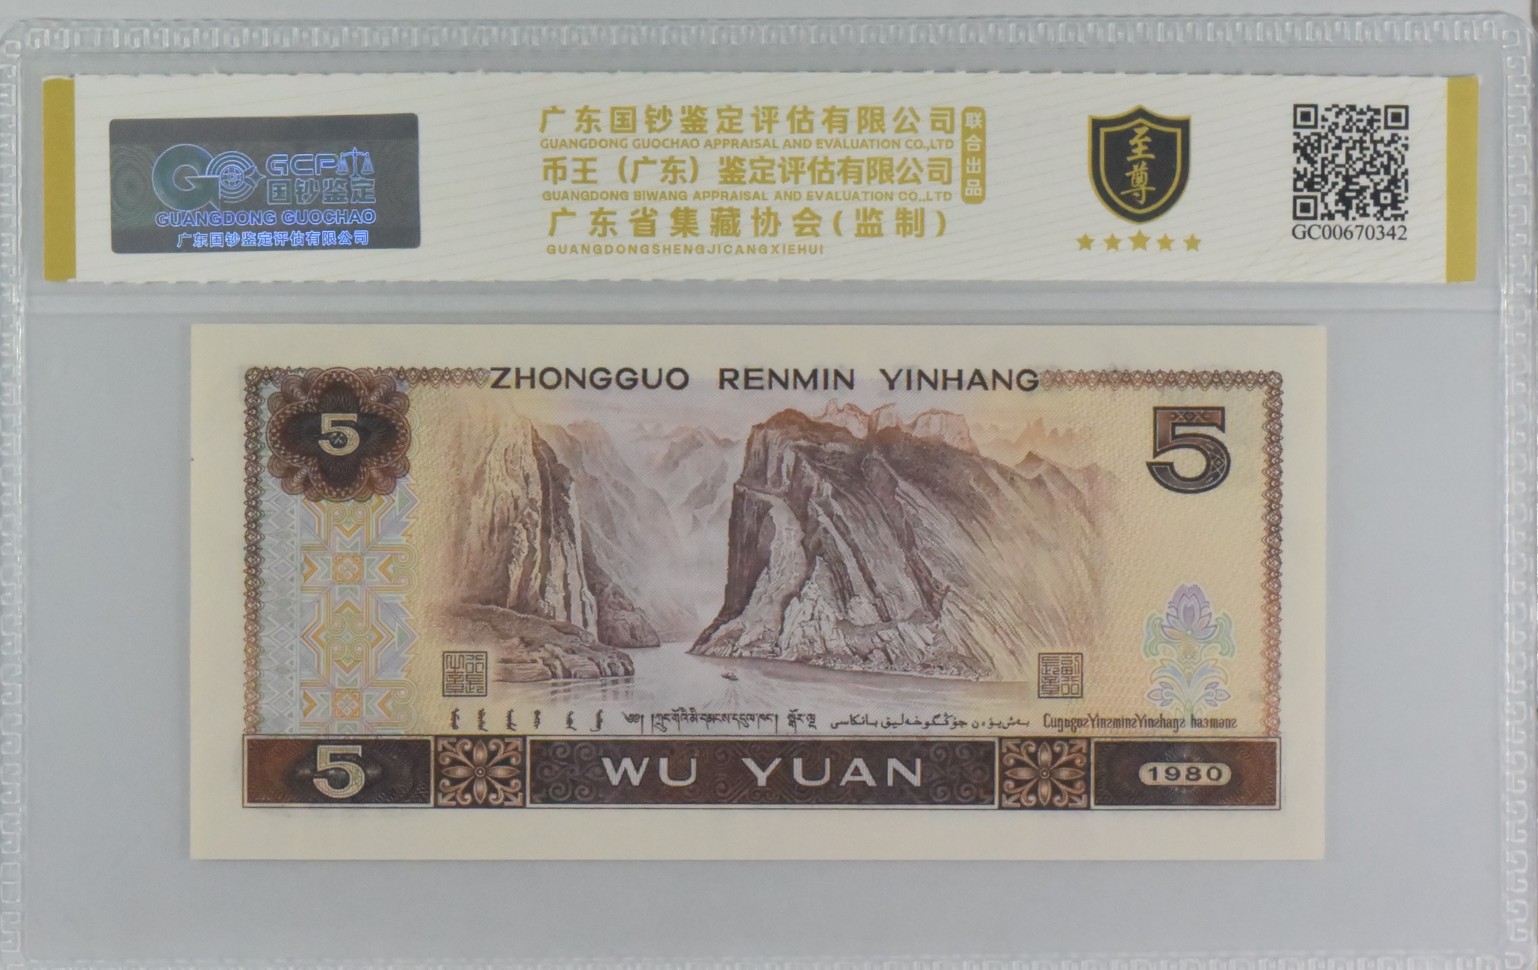 GCPA
国钞鉴定
GUANGDONG GUOCHAO
广东国钞鉴定评估有限公司
广东国钞鉴定评估有限公司
GUANGDONG GUOCHAO APPRAISAL AND EVALUATION CO.,LTD
币王（广东）鉴定评估有限公司
GUANGDONG BIWANG APPRAISAL AND EVALUATION CO.,LTD
广东省集藏协会(监制)
GUANGDONGSHENGJICANGXIEHUI
联合出品
至尊
GC00670342
ZHONGGUO RENMIN YINHANG
5
5
5
WU YUAN
1980